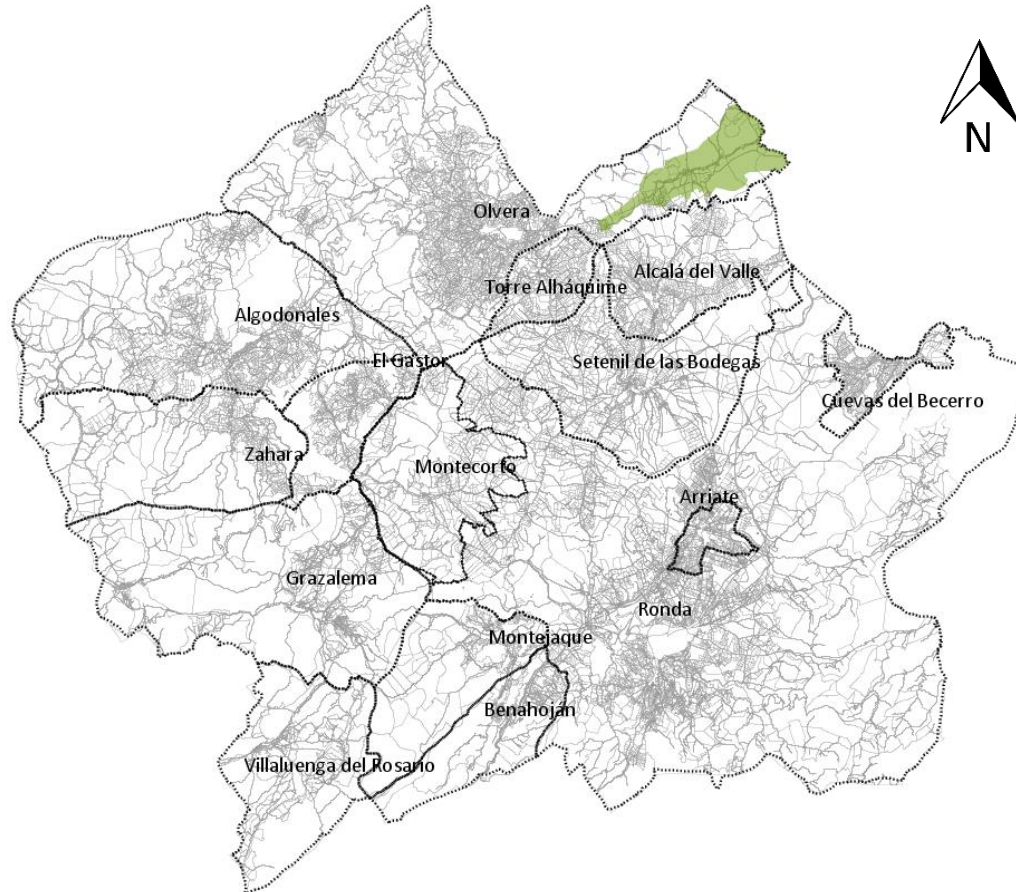 N
Olvera
Alcalá del Valle
Torre Alháquime
Algodonales
El Gastor
Setenil de las Bodegas
Cuevas del Becerro
Zahara
Montecorto
Arriate
Grazalema
Ronda
Montejaque
Benahoján
Villaluenga del Rosario